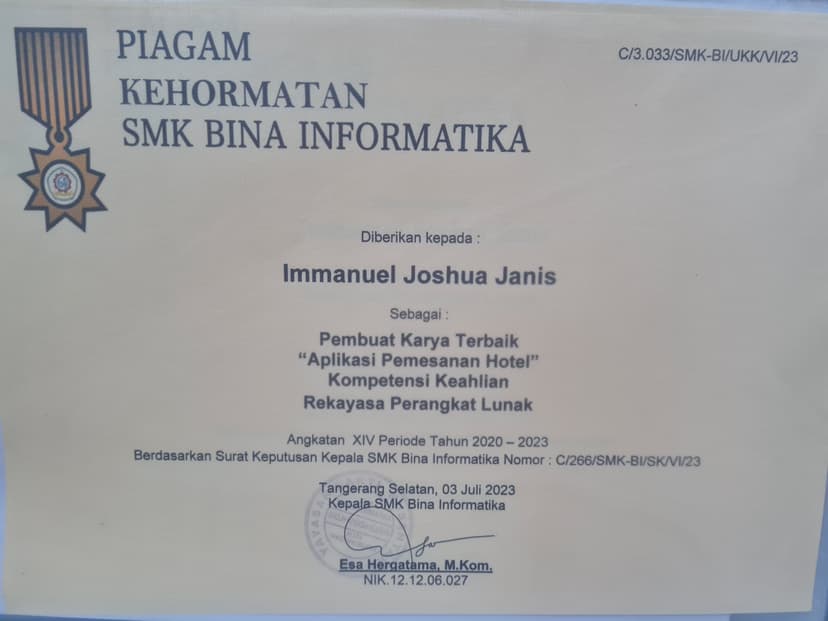 PIAGAM
KEHORMATAN
SMK BINA INFORMATIKA
C/3.033/SMK-BI/UKK/VI/23
Diberikan kepada :
Immanuel Joshua Janis
Sebagai :
Pembuat Karya Terbaik
“Aplikasi Pemesanan Hotel”
Kompetensi Keahlian
Rekayasa Perangkat Lunak
Angkatan XIV Periode Tahun 2020 – 2023
Berdasarkan Surat Keputusan Kepala SMK Bina Informatika Nomor : C/266/SMK-BI/SK/VI/23
Tangerang Selatan, 03 Juli 2023
Kepala SMK Bina Informatika
Esa Hergatama, M.Kom.
NIK.12.12.06.027